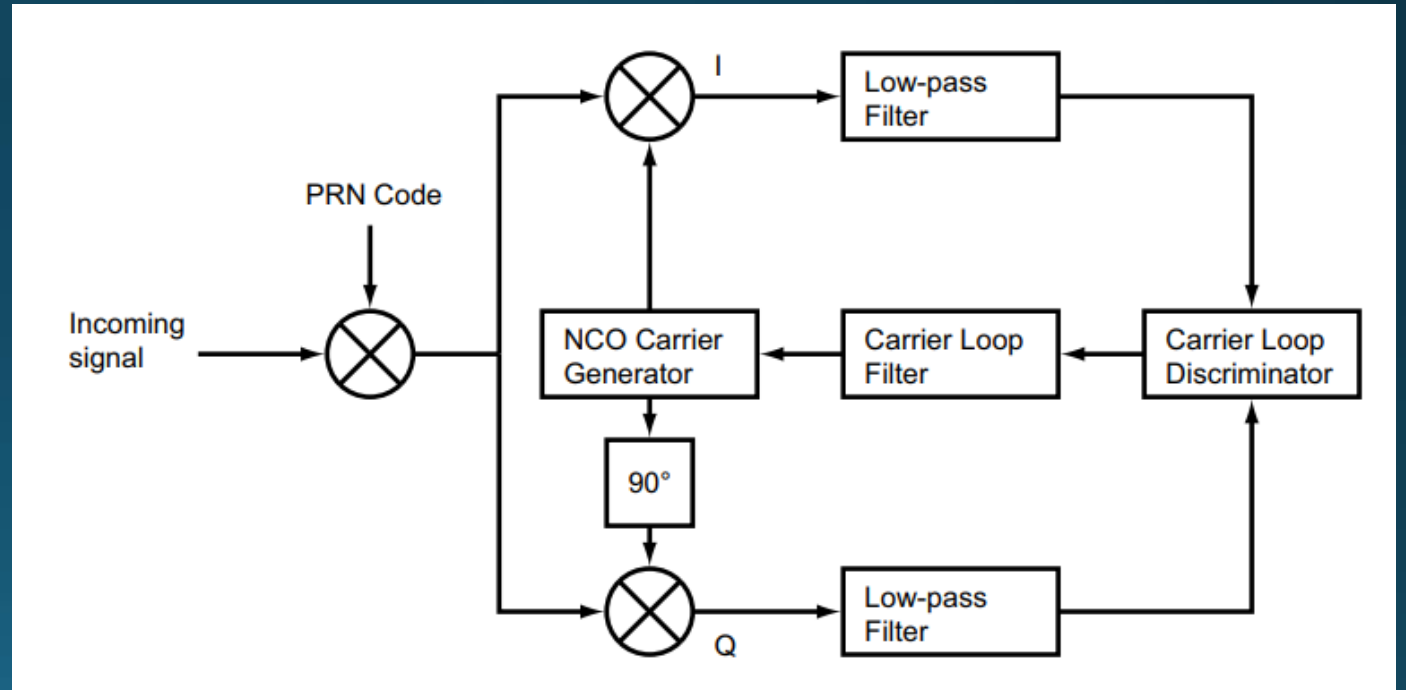 I
Low-pass
Filter
PRN Code
Incoming
signal
NCO Carrier
Generator
Carrier Loop
Filter
Carrier Loop
Discriminator
90°
Low-pass
Filter
Q